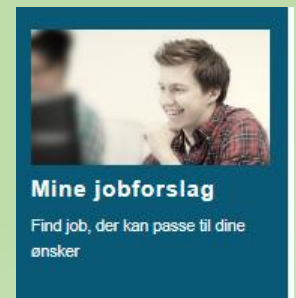 Mine jobforslag
Find job, der kan passe til dine
ønsker